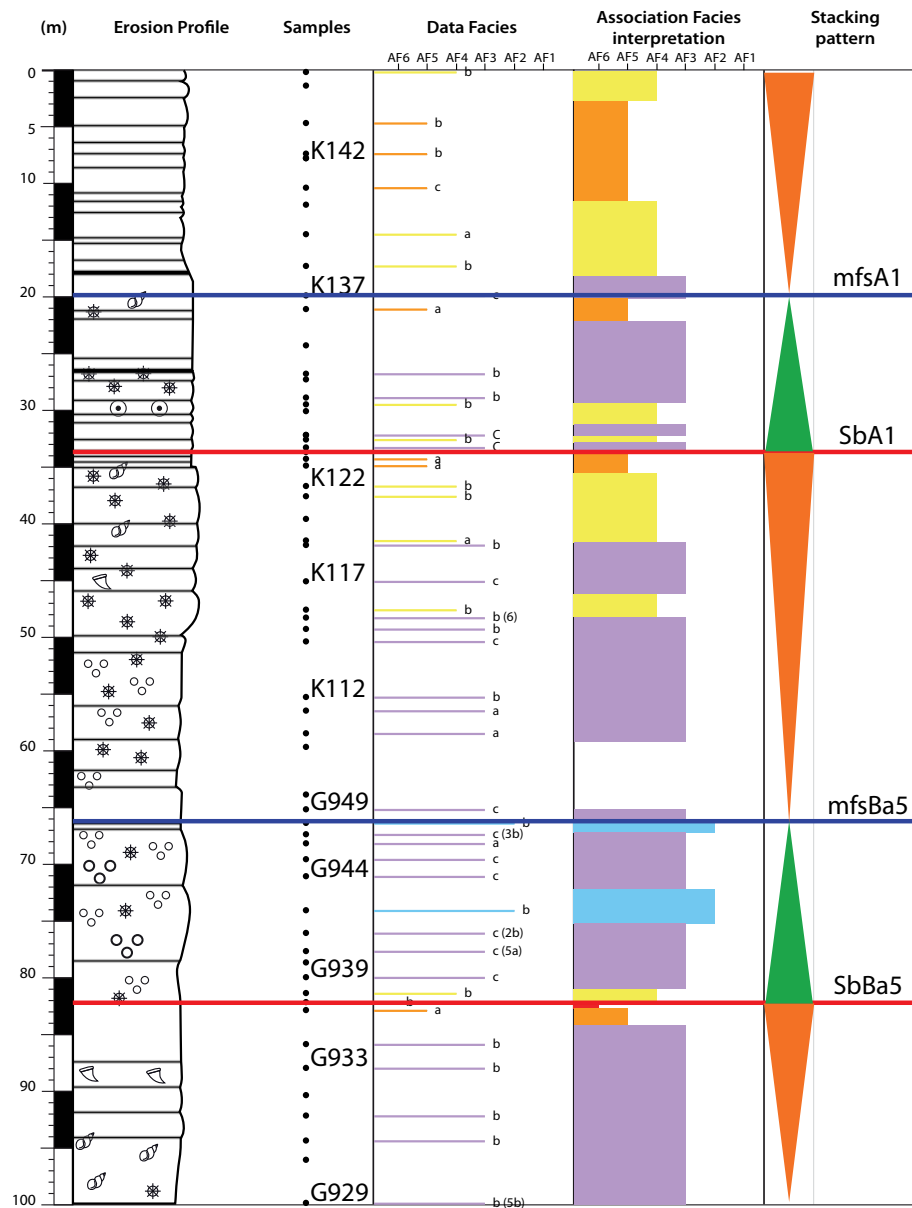 (m) Erosion Profile Samples Data Facies Association Facies interpretation Stacking pattern
AF6 AF5 AF4 AF3 AF2 AF1 AF6 AF5 AF4 AF3 AF2 AF1
0 b
5 b
K142 b
10 c
a
b
K137 mfsA1
20 c
a
b
b
30 b
C SbA1
b
C
a
a
K122
b
b
40
a
b
K117 c
b
b (6)
50 b
c
K112 b
a
a
60
G949 c mfsBa5
b
c (3b)
a
70 G944 c
c
b
c (2b)
c (5a)
80 G939 c SbBa5
b
b
a
G933 b
b
90
b
b
100 G929 b (5b)